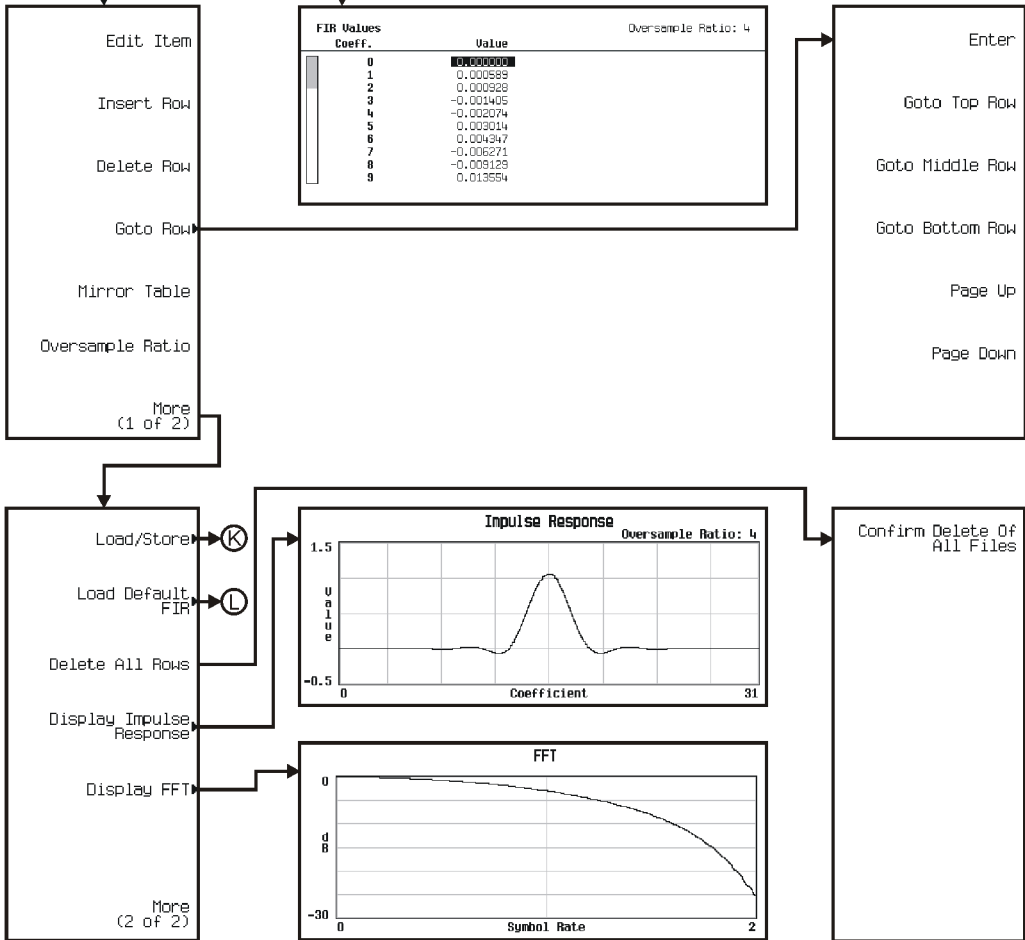 Edit Item
Insert Row
Delete Row
Goto Row
Mirror Table
Oversample Ratio
More
(1 of 2)
FIR Values
Oversample Ratio: 4
Coeff. Value
0 0.000000
1 0.000589
2 0.000928
3 -0.001405
4 -0.002074
5 0.003014
6 0.004347
7 -0.006271
8 -0.009129
9 0.013554
Enter
Goto Top Row
Goto Middle Row
Goto Bottom Row
Page Up
Page Down
Load/Store
K
Load Default
FIR
L
Delete All Rows
Display Impulse
Response
Display FFT
More
(2 of 2)
Impulse Response
Oversample Ratio: 4
1.5
Value
-0.5
0
Coefficient
31
FFT
0
dB
-30
0
Symbol Rate
2
Confirm Delete Of
All Files